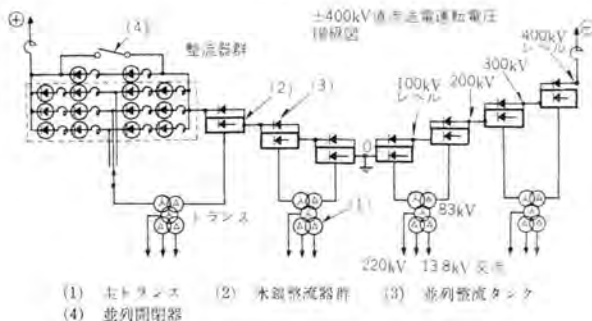 ±400kV直流送電運転電圧
階級図
⊕
(4)
整流器群
(2)
(3)
100kV
レベル
200kV
300kV
400kV
レベル
⊖
0
トランス
(1)
83kV
220kV 13.8kV 交流
(1) 主トランス (2) 水銀整流器群 (3) 並列整流タンク
(4) 並列開閉器